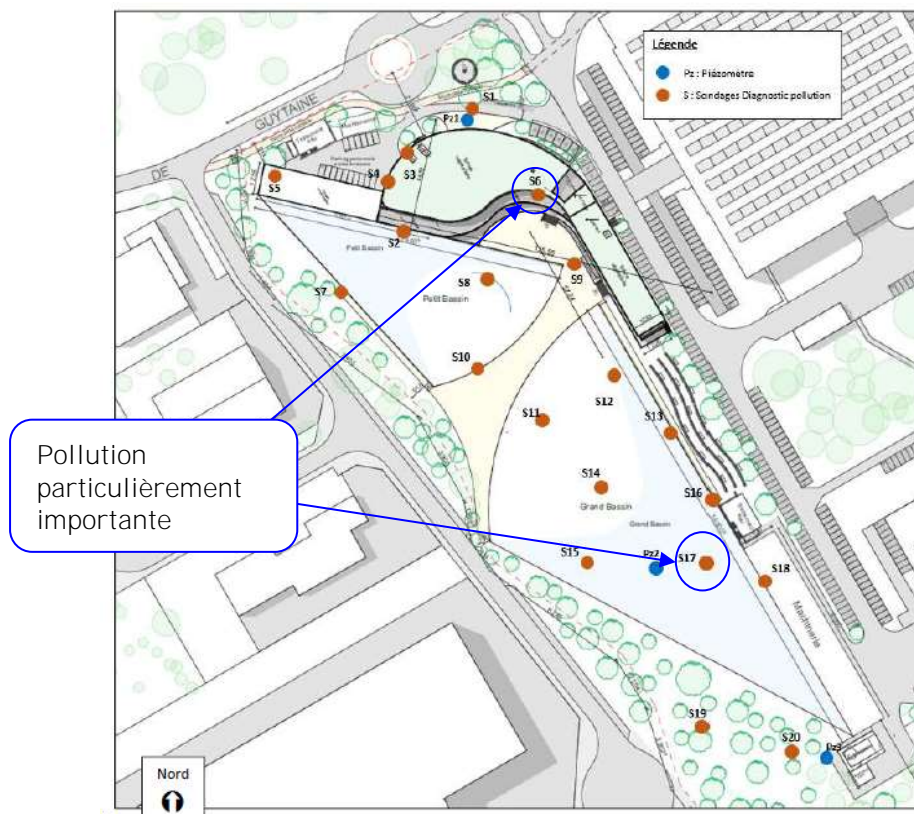 Légende
Pz : Piézomètre
S : Sondages Diagnostic pollution
GUYTAINE
DE
S1
Pz1
S3
S4
S5
S6
S2
Petit Bassin
S9
S7
S8
Petit Bassin
S10
S12
S11
S13
S14
Grand Bassin
S16
Grand Bassin
S15
Pz2
S17
S18
Machinerie
Pollution
particulièrement
importante
S19
S20
Pz3
Nord